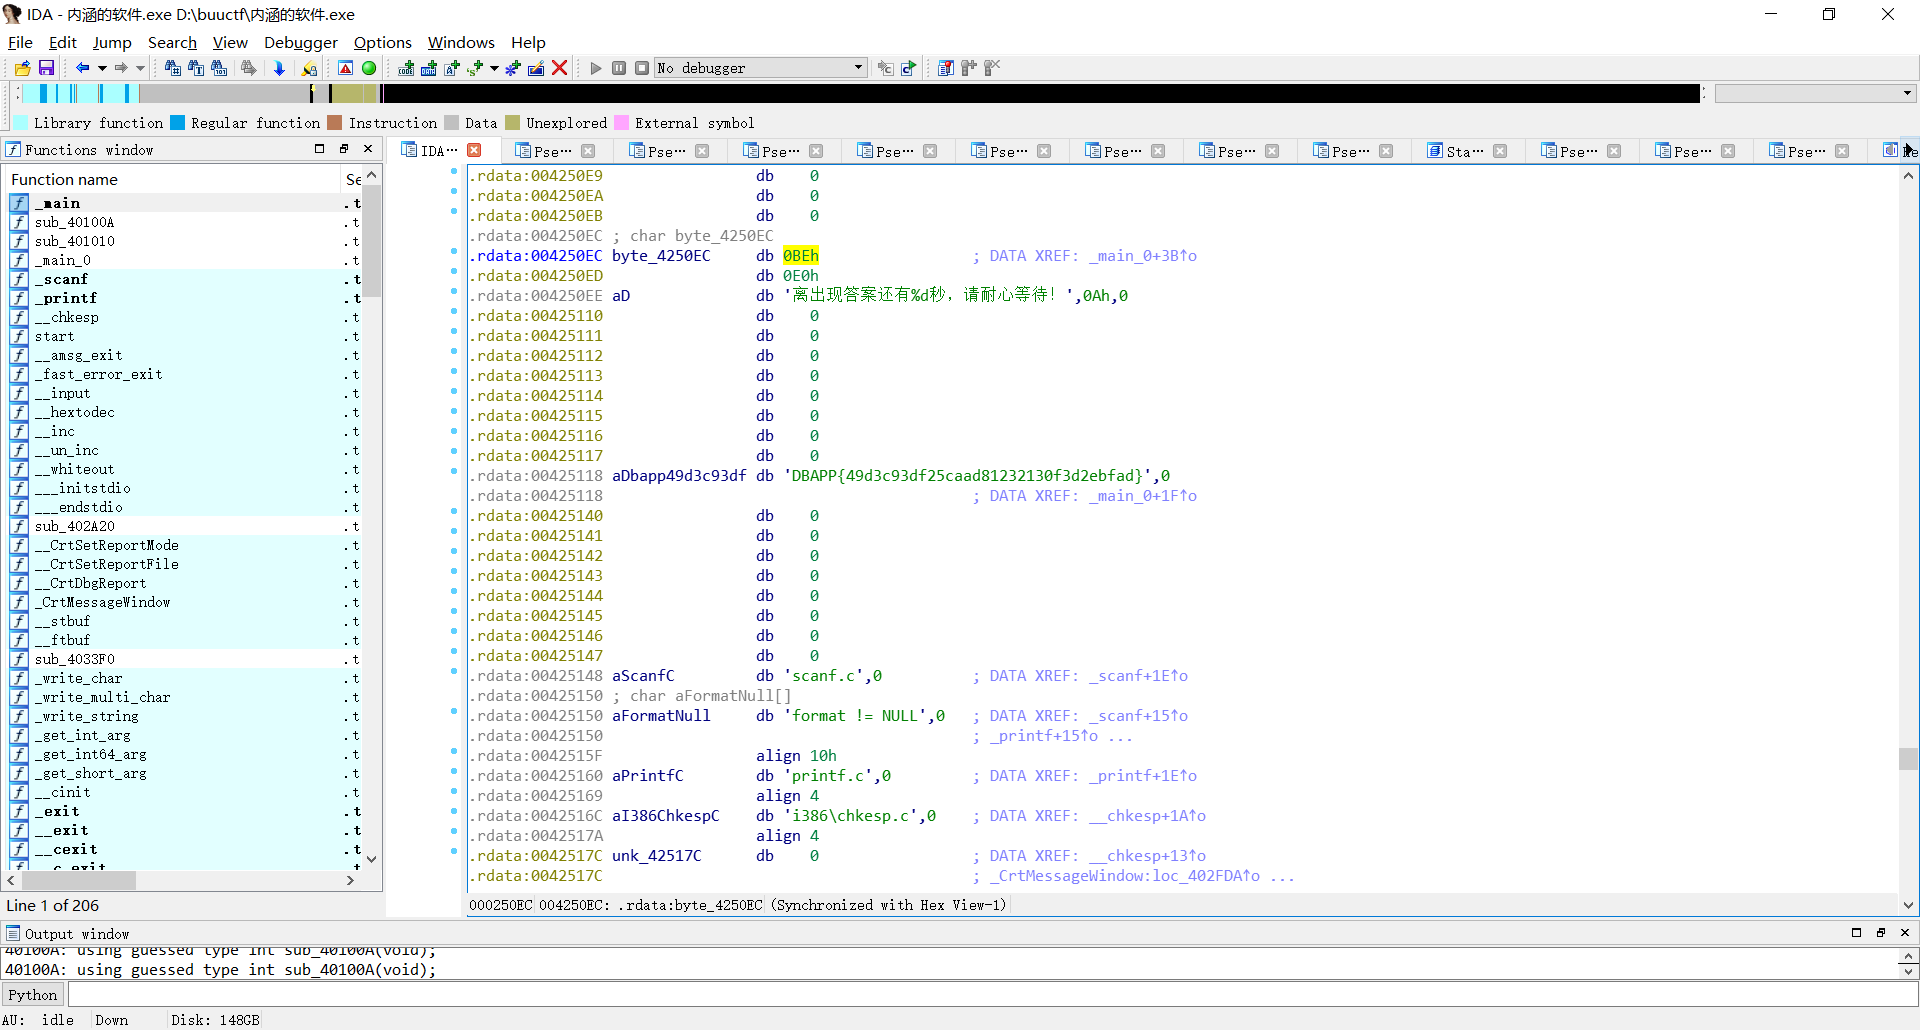 IDA - 内涵的软件.exe D:\buuctf\内涵的软件.exe
File Edit Jump Search View Debugger Options Windows Help
No debugger
Library function Regular function Instruction Data Unexplored External symbol
Functions window
IDA··· Pse··· Pse··· Pse··· Pse··· Pse··· Pse··· Pse··· Pse··· Sta··· Pse··· Pse··· Pse···
Function name Se
_main .t
sub_40100A .t
sub_401010 .t
_main_0 .t
_scanf .t
_printf .t
__chkesp .t
start .t
__amsg_exit .t
_fast_error_exit .t
__input .t
__hextodec .t
__inc .t
__un_inc .t
__whiteout .t
___initstdio .t
___endstdio .t
sub_402A20 .t
__CrtSetReportMode .t
__CrtSetReportFile .t
__CrtDbgReport .t
_CrtMessageWindow .t
__stbuf .t
__ftbuf .t
sub_4033F0 .t
_write_char .t
_write_multi_char .t
_write_string .t
_get_int_arg .t
_get_int64_arg .t
_get_short_arg .t
__cinit .t
_exit .t
__exit .t
__cexit .t
__c_exit .t
Line 1 of 206
.rdata:004250E9 db 0
.rdata:004250EA db 0
.rdata:004250EB db 0
.rdata:004250EC ; char byte_4250EC
.rdata:004250EC byte_4250EC db 0BEh ; DATA XREF: _main_0+3B↑o
.rdata:004250ED db 0E0h
.rdata:004250EE aD db '离出现答案还有%d秒，请耐心等待！',0Ah,0
.rdata:00425110 db 0
.rdata:00425111 db 0
.rdata:00425112 db 0
.rdata:00425113 db 0
.rdata:00425114 db 0
.rdata:00425115 db 0
.rdata:00425116 db 0
.rdata:00425117 db 0
.rdata:00425118 aDbapp49d3c93df db 'DBAPP{49d3c93df25caad81232130f3d2ebfad}',0
.rdata:00425118 ; DATA XREF: _main_0+1F↑o
.rdata:00425140 db 0
.rdata:00425141 db 0
.rdata:00425142 db 0
.rdata:00425143 db 0
.rdata:00425144 db 0
.rdata:00425145 db 0
.rdata:00425146 db 0
.rdata:00425147 db 0
.rdata:00425148 aScanfC db 'scanf.c',0 ; DATA XREF: _scanf+1E↑o
.rdata:00425150 ; char aFormatNull[]
.rdata:00425150 aFormatNull db 'format != NULL',0 ; DATA XREF: _scanf+15↑o
.rdata:00425150 ; _printf+15↑o ...
.rdata:0042515F align 10h
.rdata:00425160 aPrintfC db 'printf.c',0 ; DATA XREF: _printf+1E↑o
.rdata:00425169 align 4
.rdata:0042516C aI386ChkespC db 'i386\chkesp.c',0 ; DATA XREF: __chkesp+1A↑o
.rdata:0042517A align 4
.rdata:0042517C unk_42517C db 0 ; DATA XREF: __chkesp+13↑o
.rdata:0042517C ; _CrtMessageWindow:loc_402FDA↑o ...
000250EC 004250EC: .rdata:byte_4250EC (Synchronized with Hex View-1)
Output window
40100A: using guessed type int sub_40100A(void);
40100A: using guessed type int sub_40100A(void);
Python
AU: idle Down Disk: 148GB